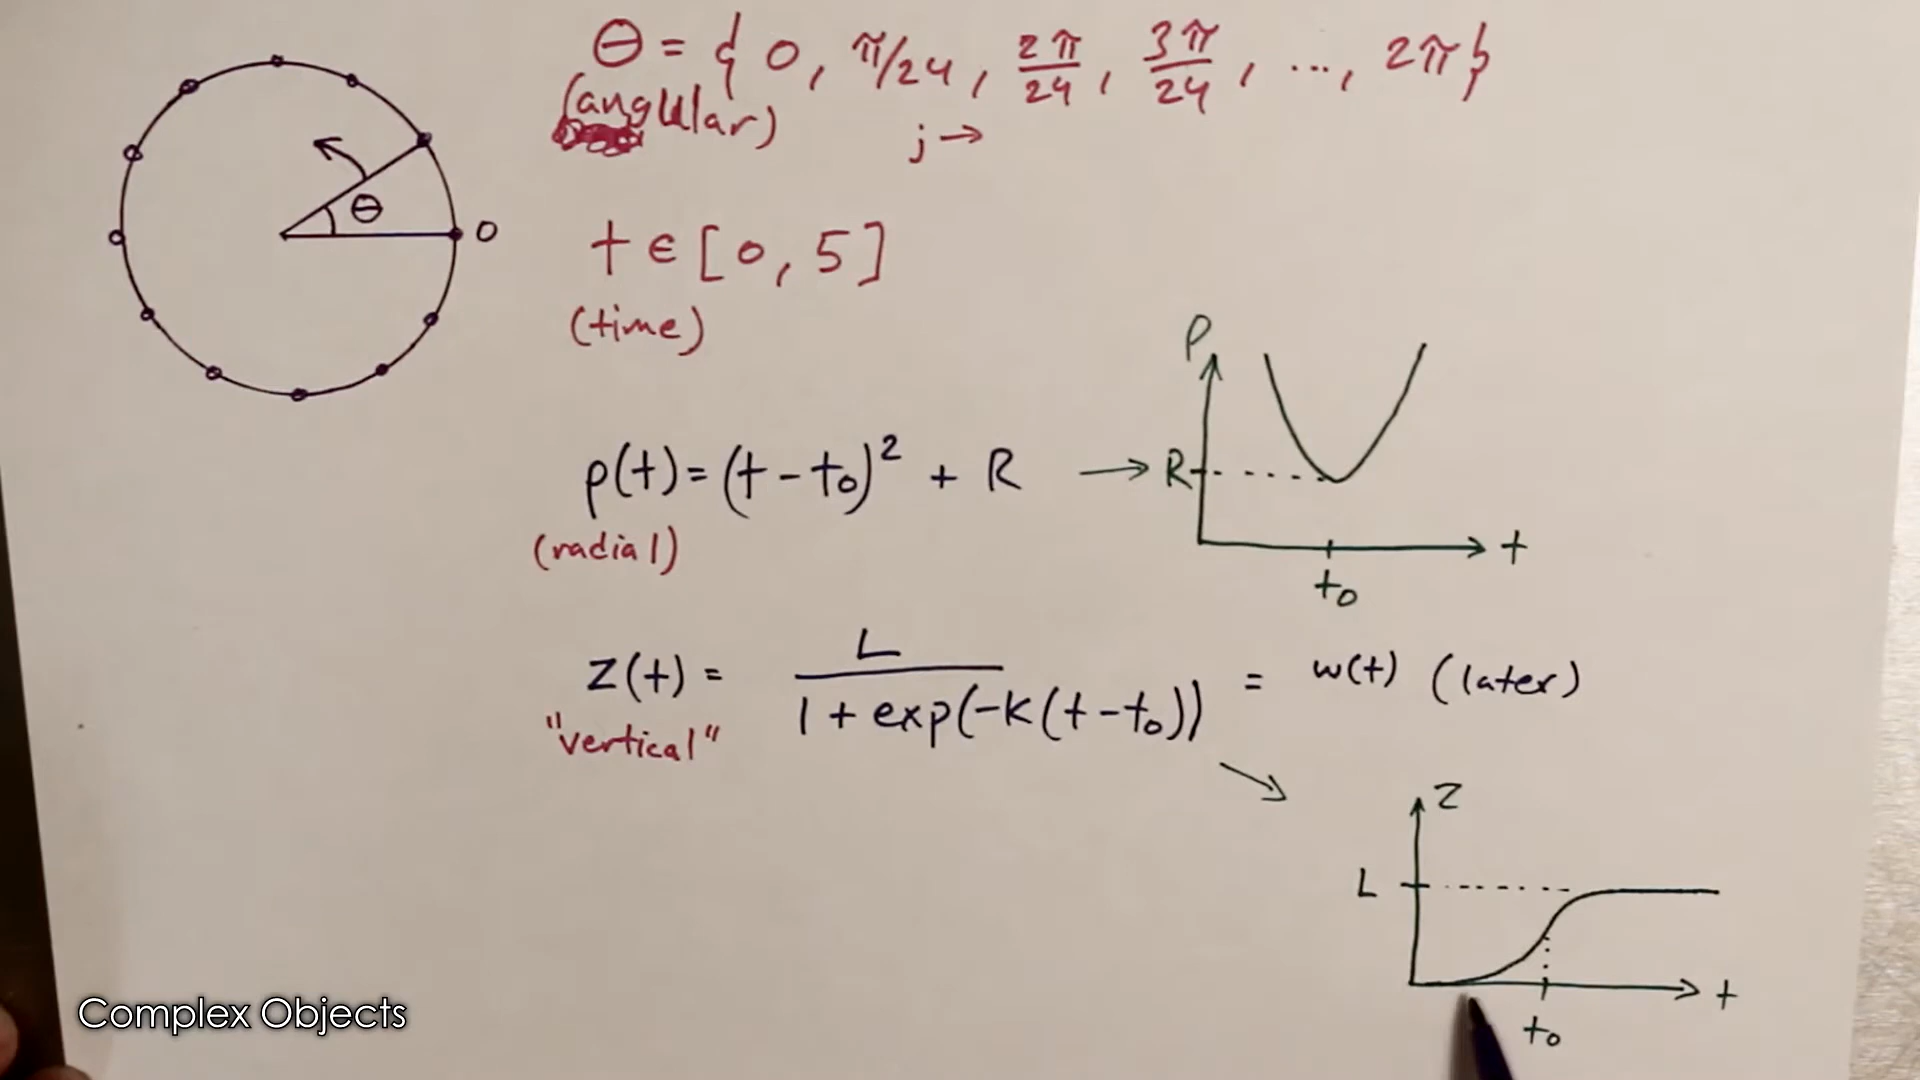 Θ = { 0, π/24, 2π/24, 3π/24, ..., 2π }
(angular)
j →
Θ
0
t ∈ [0, 5]
(time)
ρ
R
t
t₀
ρ(t) = (t - t₀)² + R →
(radial)
z(t) = L / 1 + exp(-k(t - t₀)) = w(t) (later)
"vertical"
z
L
t
t₀
Complex Objects